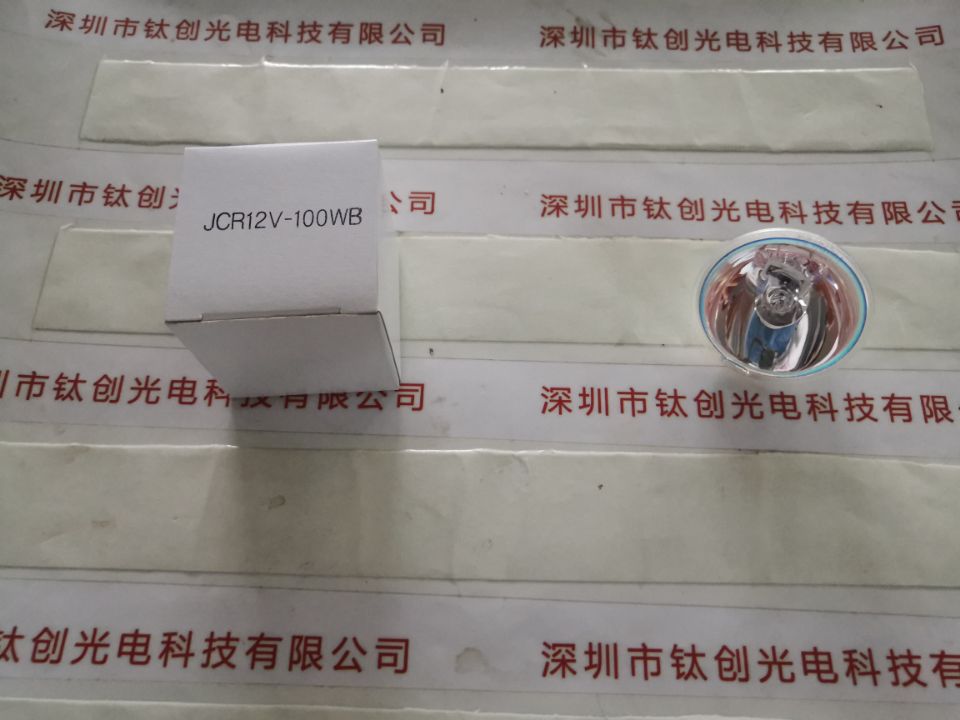 深圳市钛创光电科技有限公司 深圳市钛创光电科技有限公司
深圳市钛创光 公司 深圳市钛创光电科技有限公
JCR12V-100WB
圳市钛创光电科技有限公司 深圳市钛创光电科技有限
钛创光电科技有限公司 深圳市钛创光电科技有